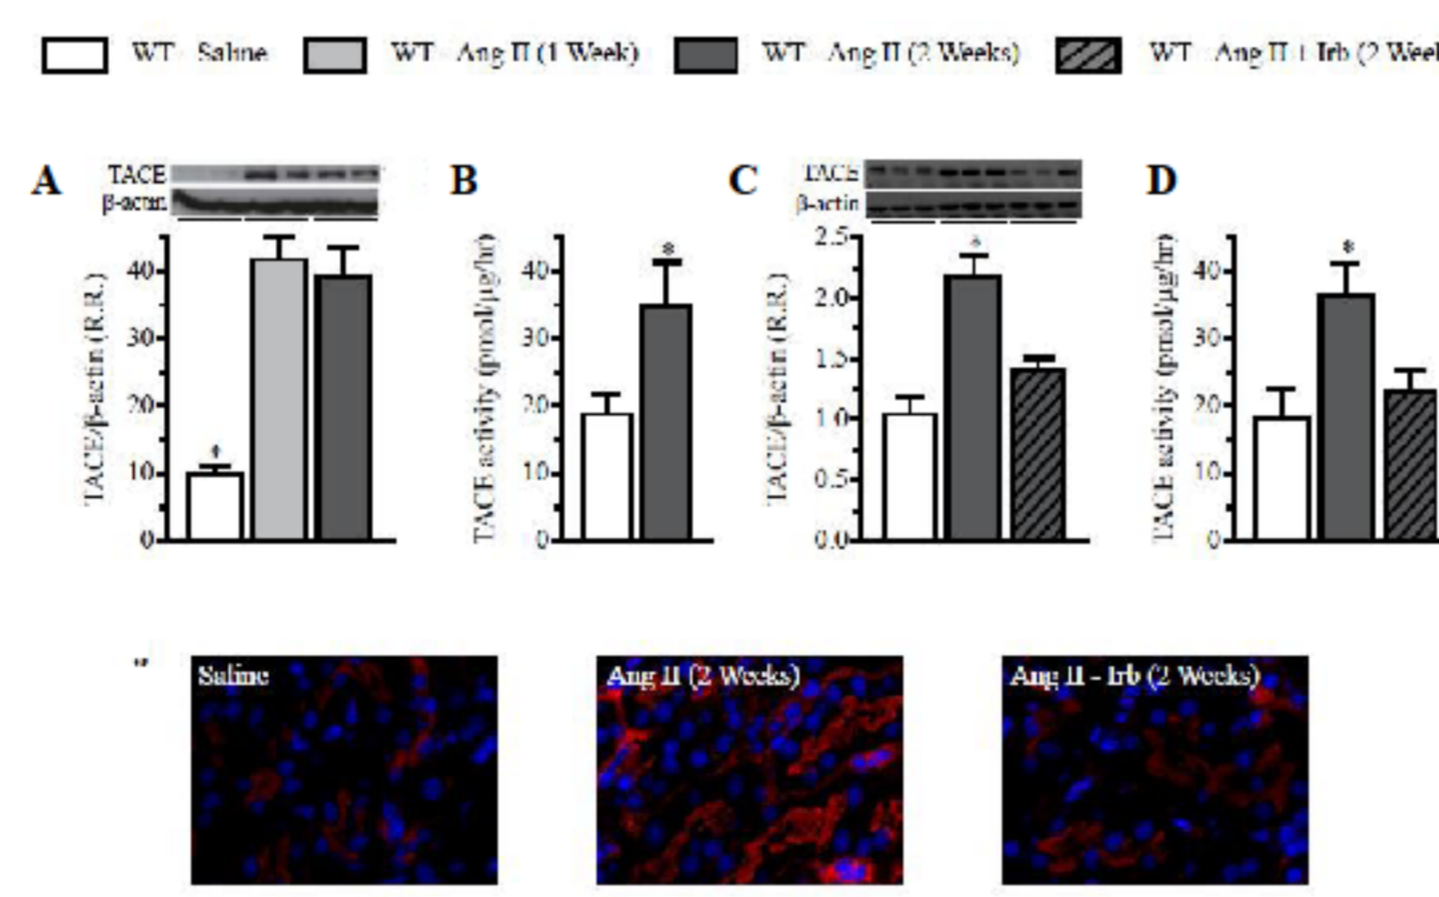 WT - Saline
WT - Ang II (1 Week)
WT - Ang II (2 Weeks)
WT - Ang II + Irb (2 Week
A
TACE
β-actin
TACE/β-actin (R.R.)
40
30
20
10
0
*
B
TACE activity (pmol/µg/hr)
40
30
20
10
0
*
C
TACE
β-actin
TACE/β-actin (R.R.)
2.5
2.0
1.5
1.0
0.5
0.0
*
D
TACE activity (pmol/µg/hr)
40
30
20
10
0
*
Saline
Ang II (2 Weeks)
Ang II - Irb (2 Weeks)